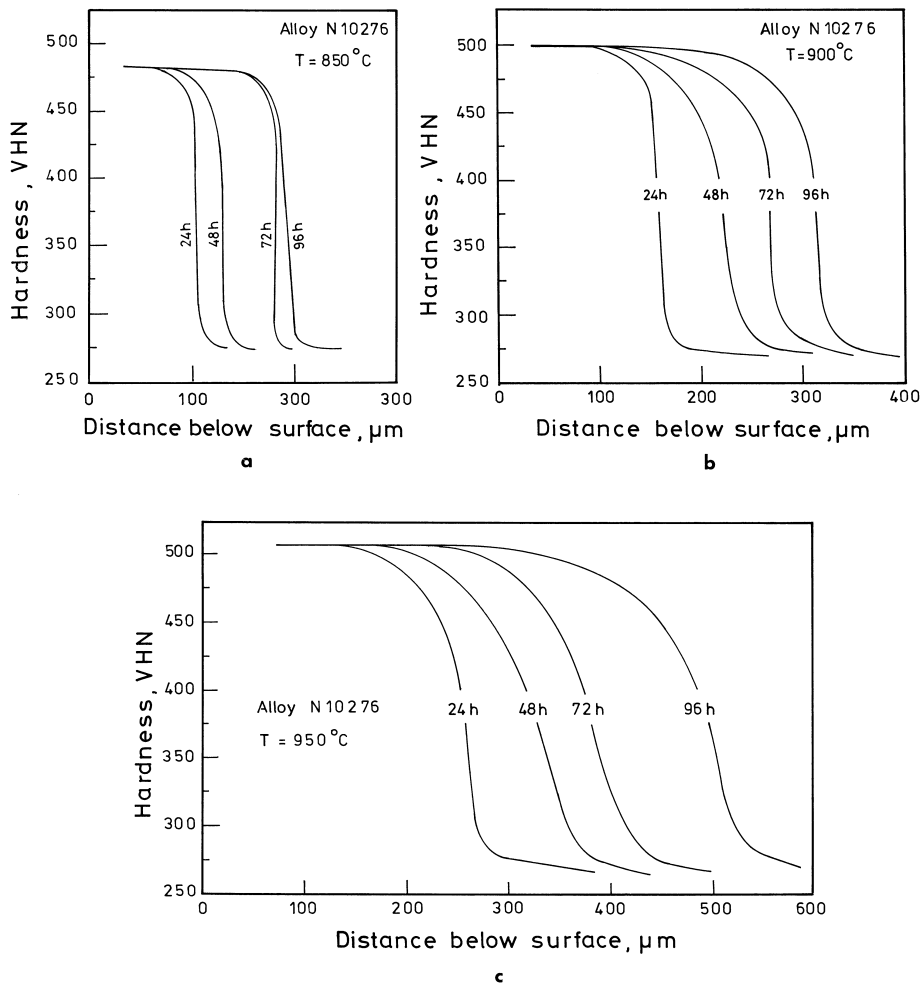 Alloy N10276
T = 850°C
500
450
400
350
300
250
24h
48h
72h
96h
0
100
300
300
Hardness, VHN
Distance below surface, µm
a
Alloy N10276
T=900°C
500
450
400
350
300
250
24h
48h
72h
96h
0
100
200
300
400
Hardness, VHN
Distance below surface, µm
b
500
450
400
350
300
250
Alloy N10276
T = 950°C
24h
48h
72h
96h
0
100
200
300
400
500
600
Hardness, VHN
Distance below surface, µm
c